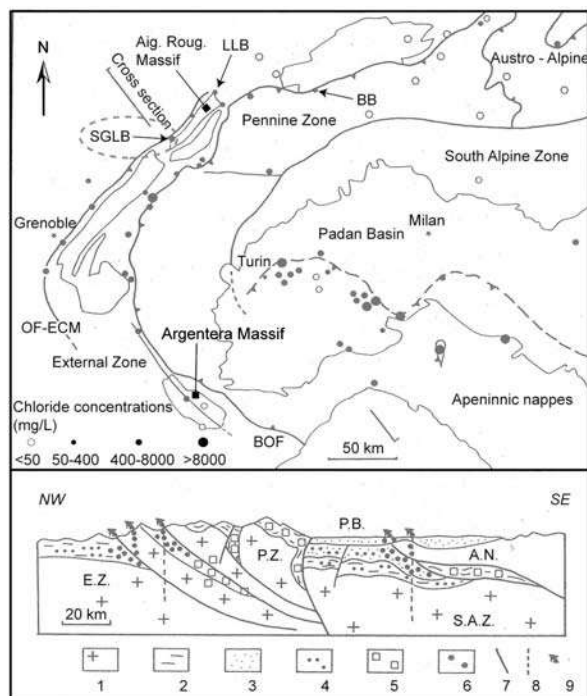 N
Aig. Roug.
Massif
LLB
Cross section
SGLB
BB
Austro - Alpine
Pennine Zone
South Alpine Zone
Grenoble
Milan
Padan Basin
Turin
OF-ECM
Argentera Massif
External Zone
Chloride concentrations
(mg/L)
Apeninnic nappes
BOF
50 km
<50 50-400 400-8000 >8000
NW SE
P.B.
A.N.
P.Z.
E.Z.
S.A.Z.
20 km
1 2 3 4 5 6 7 8 9